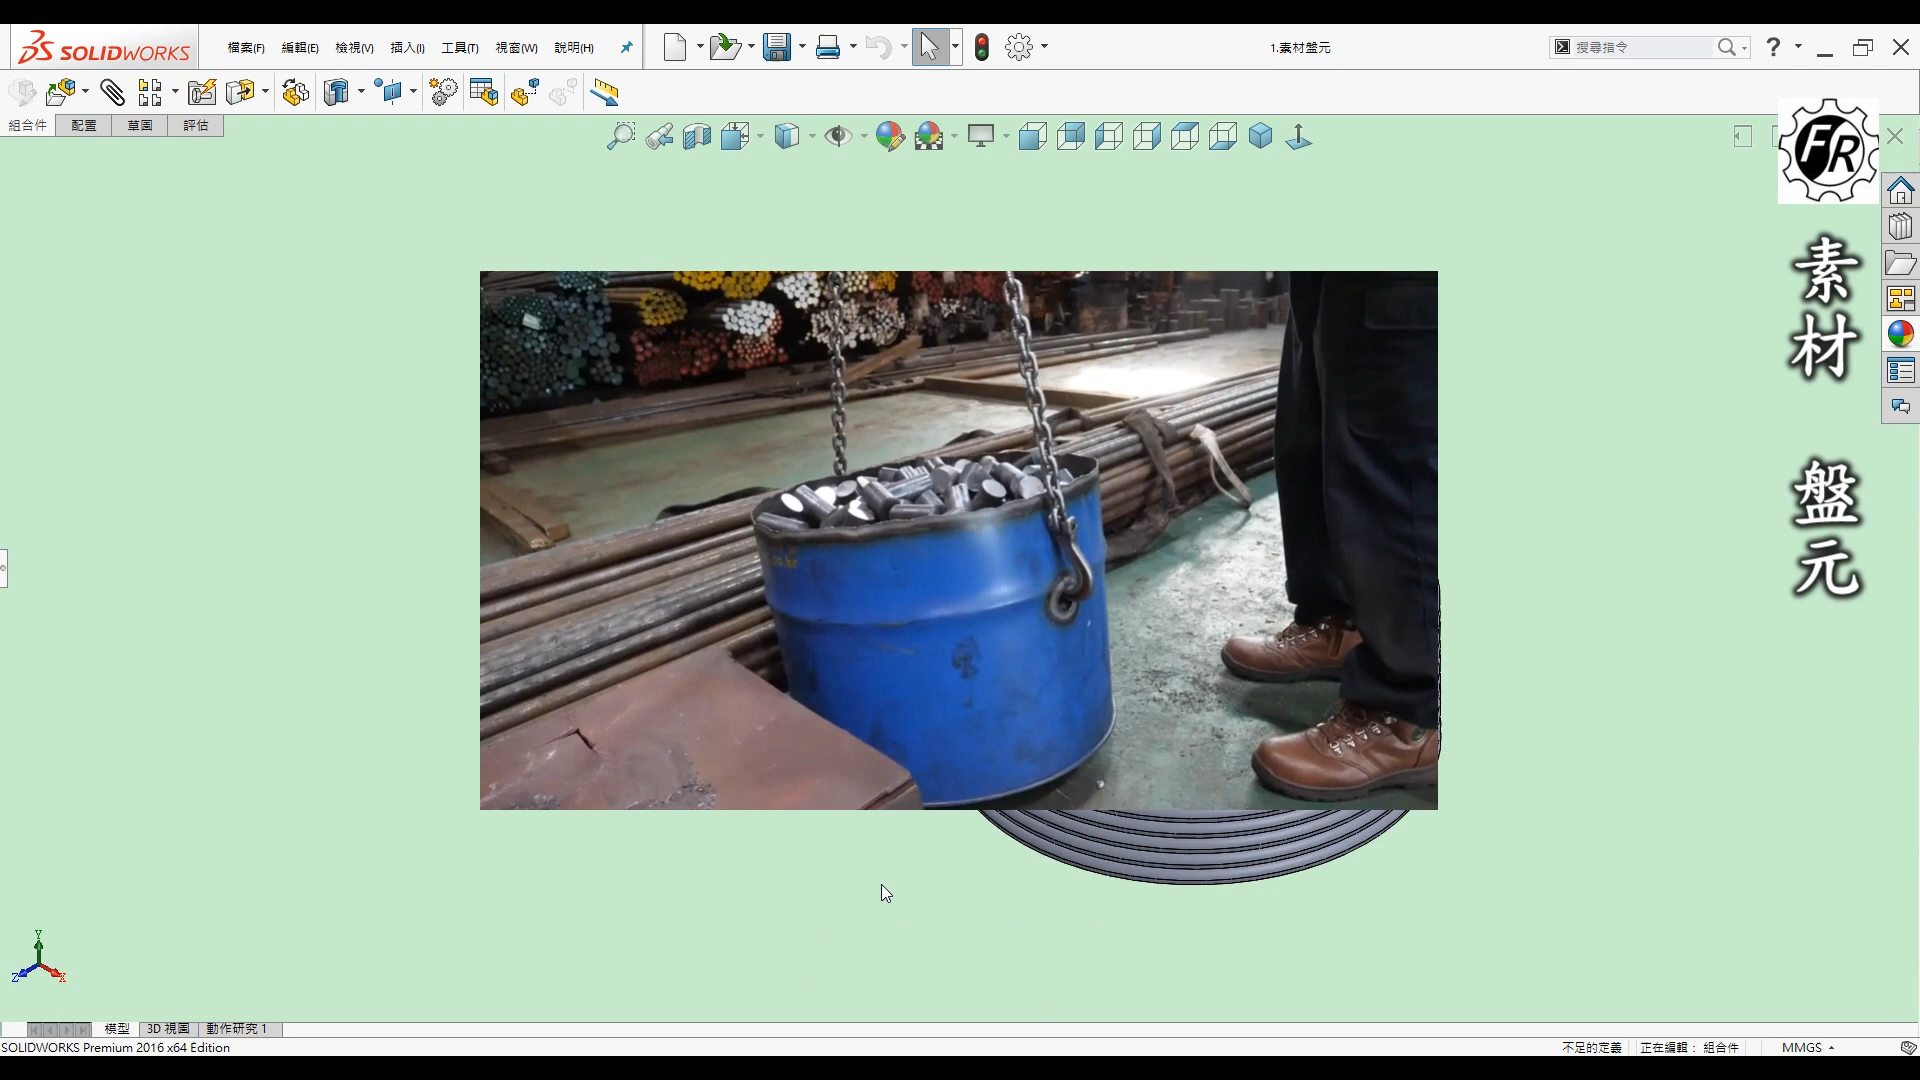 SOLIDWORKS
檔案(F) 編輯(E) 檢視(V) 插入(I) 工具(T) 視窗(W) 說明(H)
1.素材盤元
搜尋指令
?
組合件 配置 草圖 評估
FR
素材
盤元
Y
Z
X
模型 3D 視圖 動作研究 1
SOLIDWORKS Premium 2016 x64 Edition
不足的定義 正在編輯： 組合件 MMGS